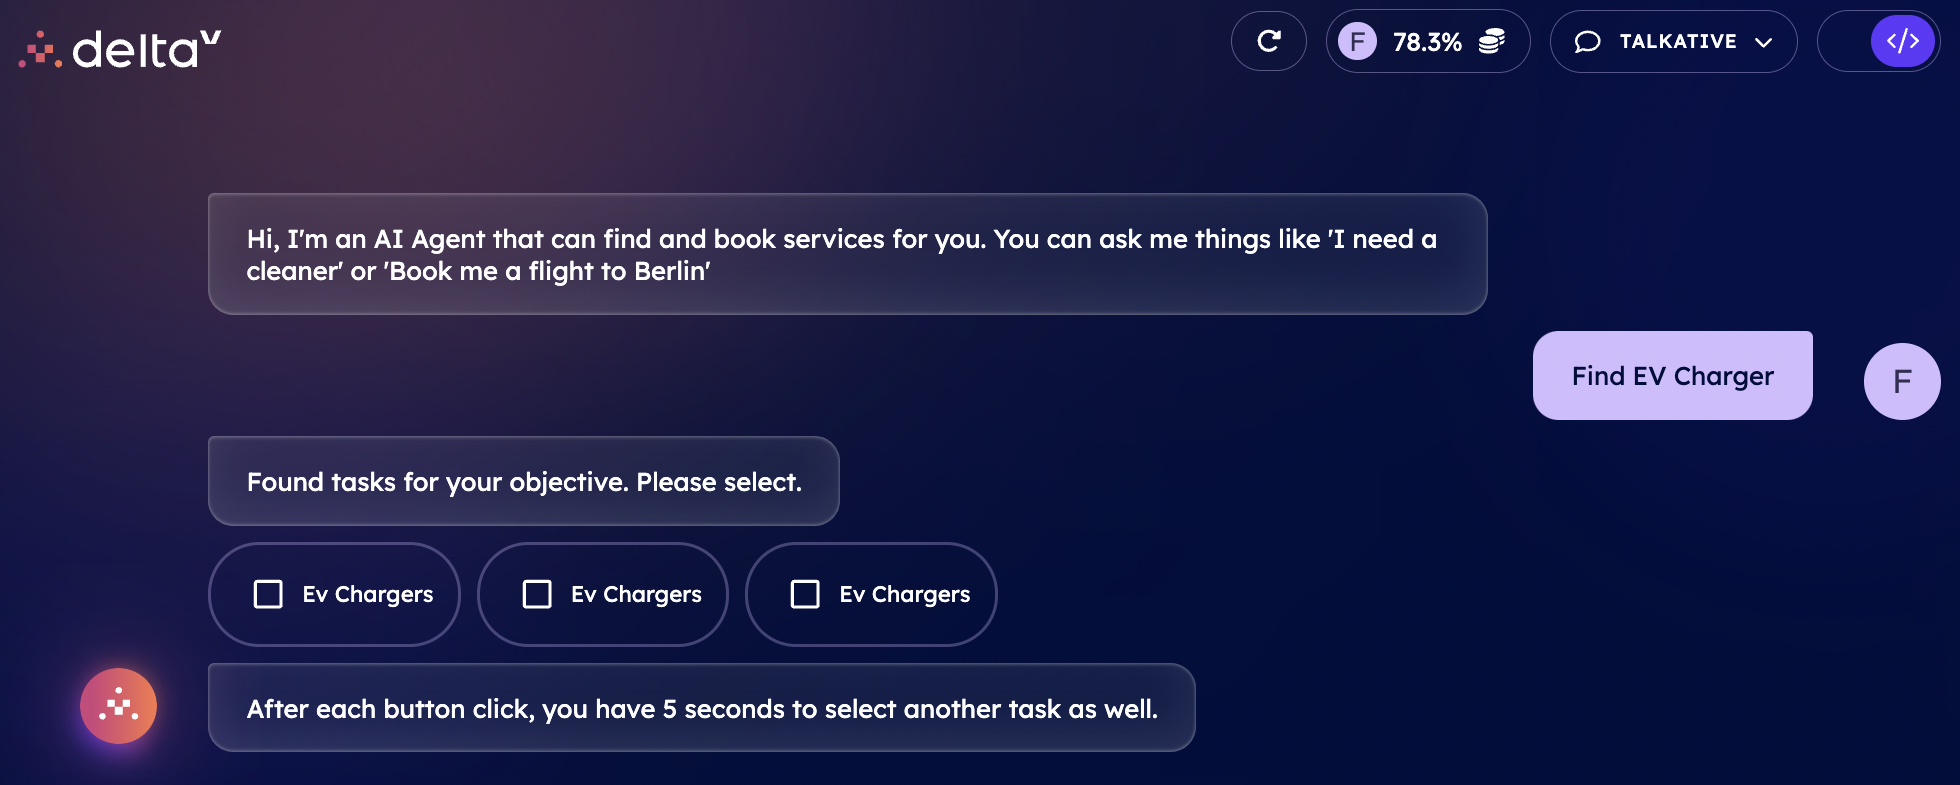 deltaV
F 78.3% TALKATIVE </>
Hi, I'm an AI Agent that can find and book services for you. You can ask me things like 'I need a
cleaner' or 'Book me a flight to Berlin'
Find EV Charger
F
Found tasks for your objective. Please select.
Ev Chargers Ev Chargers Ev Chargers
After each button click, you have 5 seconds to select another task as well.